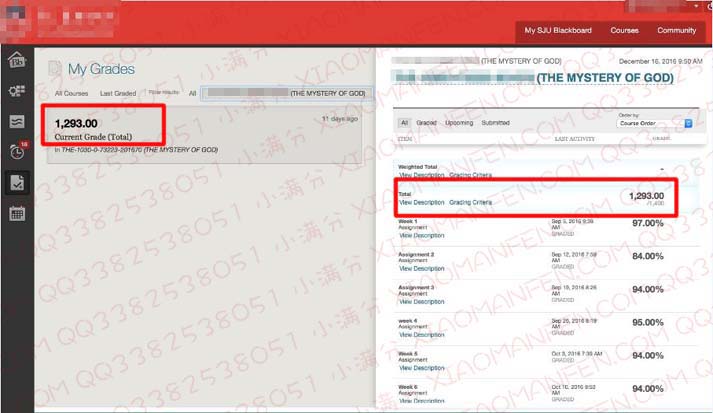 My SJU Blackboard Courses Community
My Grades
All Courses Last Graded Filter results: All (THE MYSTERY OF GOD)
1,293.00
11 days ago
Current Grade (Total)
In THE-1030-0-73223-201670 (THE MYSTERY OF GOD)
(THE MYSTERY OF GOD) December 16, 2016 9:50 AM
(THE MYSTERY OF GOD)
Order by:
All Graded Upcoming Submitted Course Order
ITEM LAST ACTIVITY GRADE
Weighted Total -
View Description Grading Criteria
Total 1,293.00
View Description Grading Criteria /1,400
Week 1 Sep 5, 2016 9:39 AM 97.00%
Assignment GRADED
View Description
Assignment 2 Sep 12, 2016 7:59 AM 84.00%
Assignment GRADED
View Description
Assignment 3 Sep 19, 2016 8:26 AM 94.00%
Assignment GRADED
View Description
week 4 Sep 26, 2016 8:19 AM 95.00%
Assignment GRADED
View Description
Week 5 Oct 3, 2016 7:39 AM 94.00%
Assignment GRADED
View Description
Week 6 Oct 10, 2016 9:52 AM 94.00%
Assignment GRADED
View Description
小满分 XIAOMANFEN.COM QQ3382538051